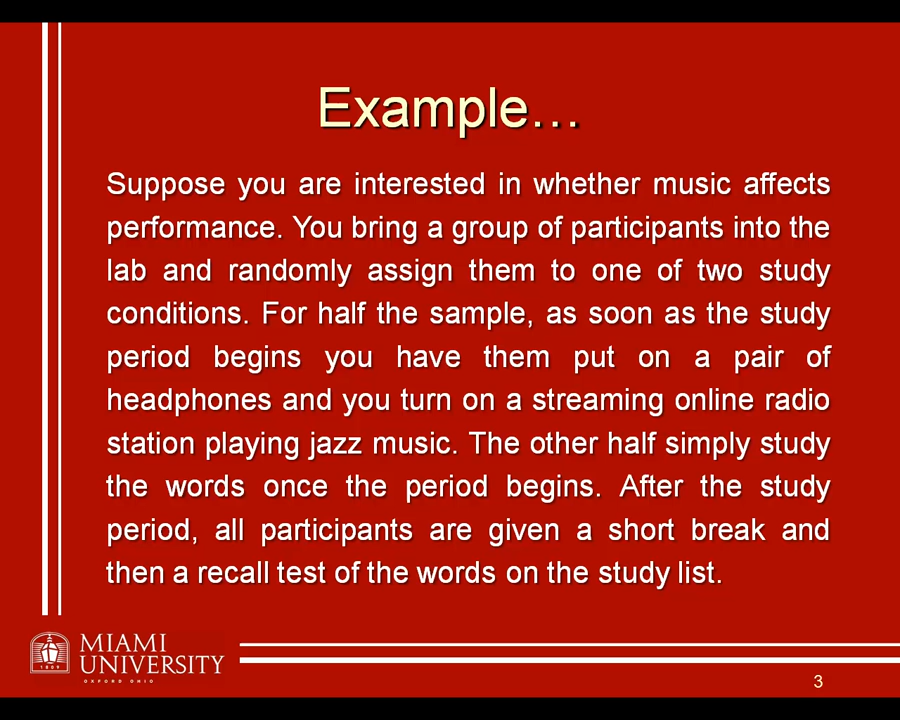 Example…
Suppose you are interested in whether music affects
performance. You bring a group of participants into the
lab and randomly assign them to one of two study
conditions. For half the sample, as soon as the study
period begins you have them put on a pair of
headphones and you turn on a streaming online radio
station playing jazz music. The other half simply study
the words once the period begins. After the study
period, all participants are given a short break and
then a recall test of the words on the study list.
1809
MIAMI
UNIVERSITY
OXFORD OHIO
3